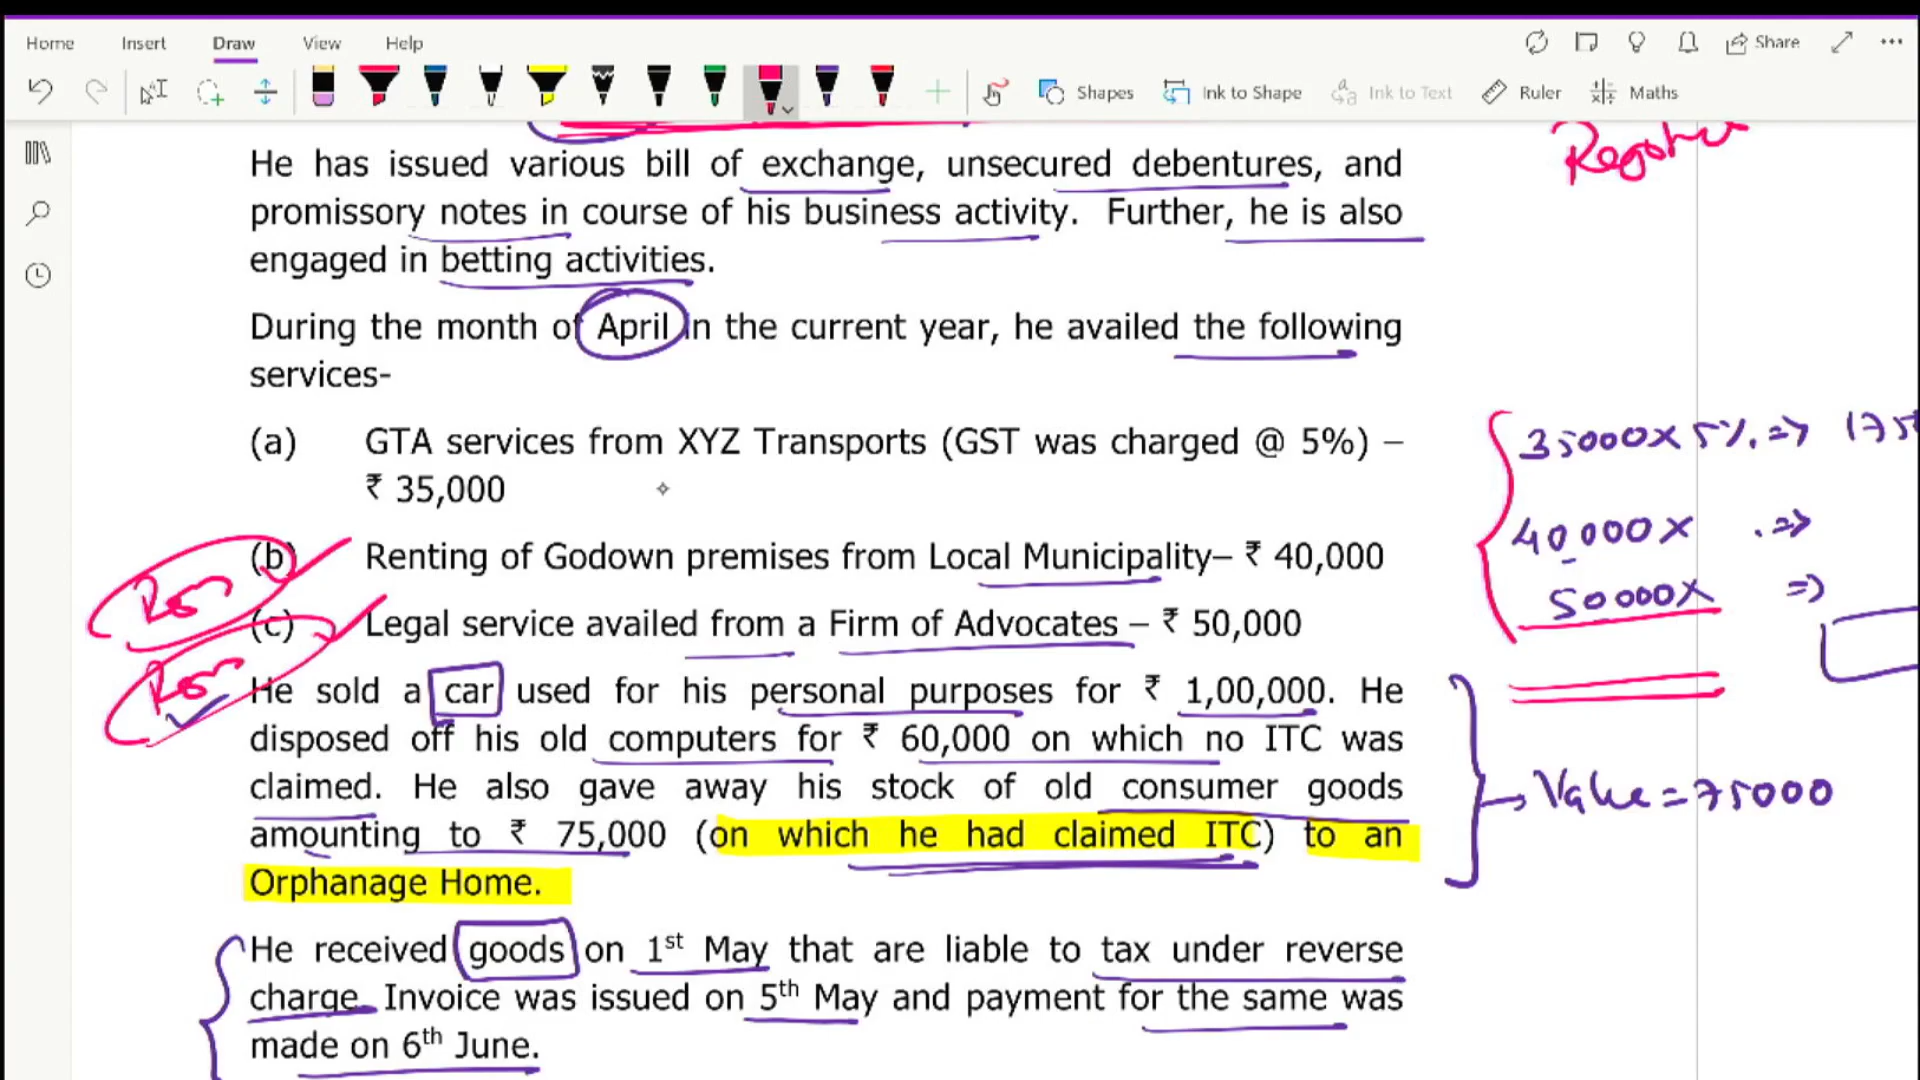 Home Insert Draw View Help Share
Shapes Ink to Shape Ink to Text Ruler Maths
He has issued various bill of exchange, unsecured debentures, and
promissory notes in course of his business activity. Further, he is also
engaged in betting activities.
During the month of April in the current year, he availed the following
services-
(a) GTA services from XYZ Transports (GST was charged @ 5%) –
₹ 35,000
35000x 5% => 175
(b) Renting of Godown premises from Local Municipality– ₹ 40,000
40,000x =>
(c) Legal service availed from a Firm of Advocates – ₹ 50,000
50000x =>
He sold a car used for his personal purposes for ₹ 1,00,000. He
disposed off his old computers for ₹ 60,000 on which no ITC was
claimed. He also gave away his stock of old consumer goods
amounting to ₹ 75,000 (on which he had claimed ITC) to an
Orphanage Home.
Value = 75000
He received goods on 1st May that are liable to tax under reverse
charge. Invoice was issued on 5th May and payment for the same was
made on 6th June.